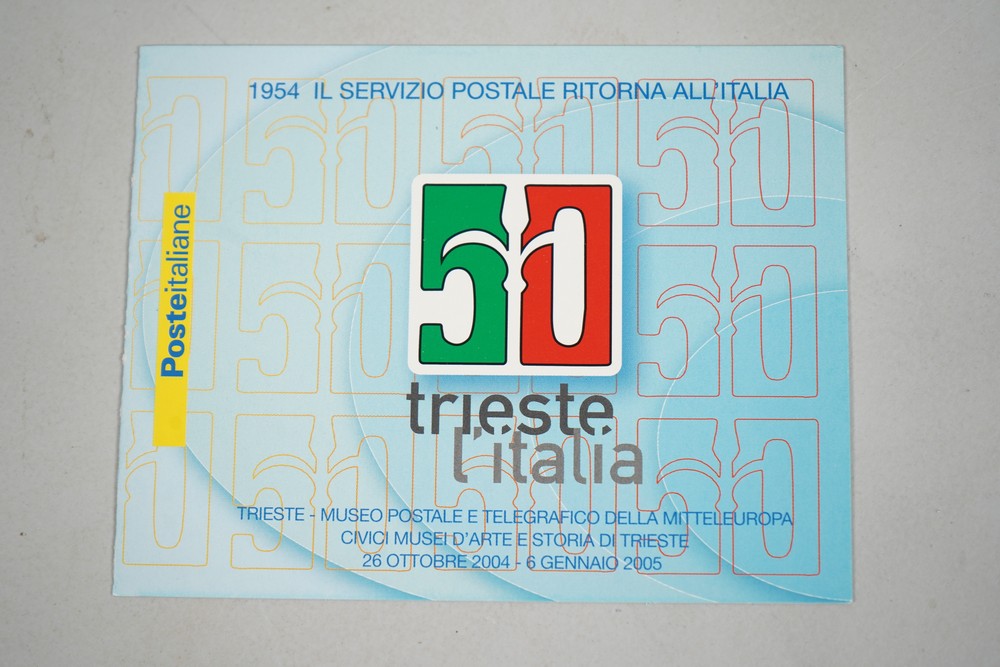 1954 IL SERVIZIO POSTALE RITORNA ALL'ITALIA
Posteitaliane
50
trieste
l'italia
TRIESTE - MUSEO POSTALE E TELEGRAFICO DELLA MITTELEUROPA
CIVICI MUSEI D'ARTE E STORIA DI TRIESTE
26 OTTOBRE 2004 - 6 GENNAIO 2005